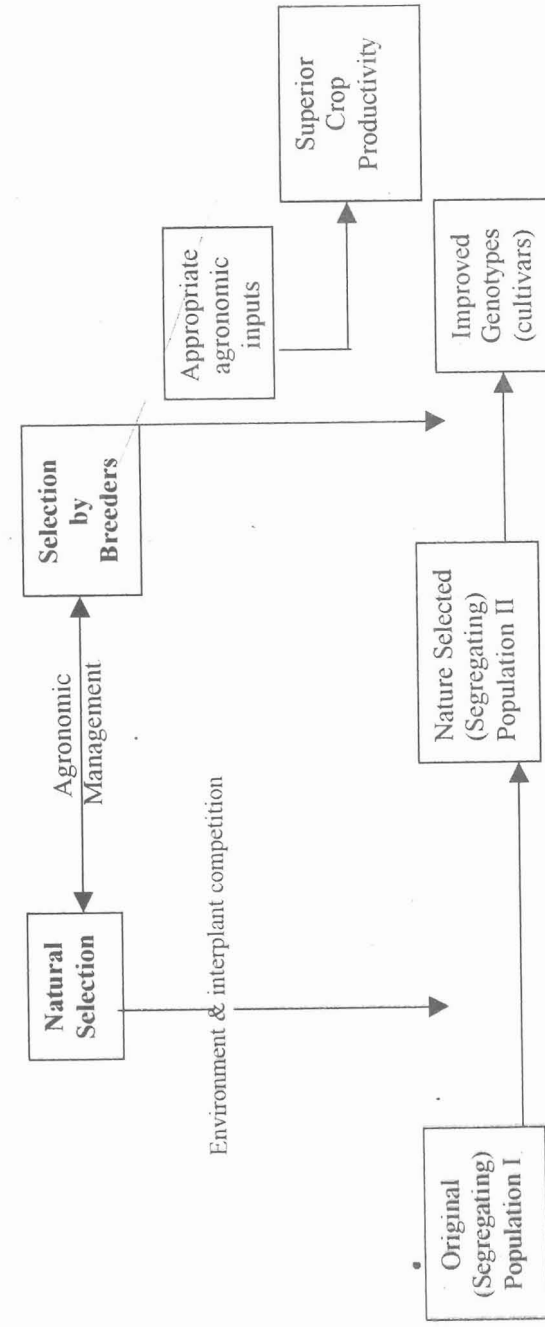 Natural
Selection
Agronomic
Management
Selection
by
Breeders
Environment & interplant competition
Appropriate
agronomic
inputs
Superior
Crop
Productivity
Original
(Segregating)
Population I
Nature Selected
(Segregating)
Population II
Improved
Genotypes
(cultivars)